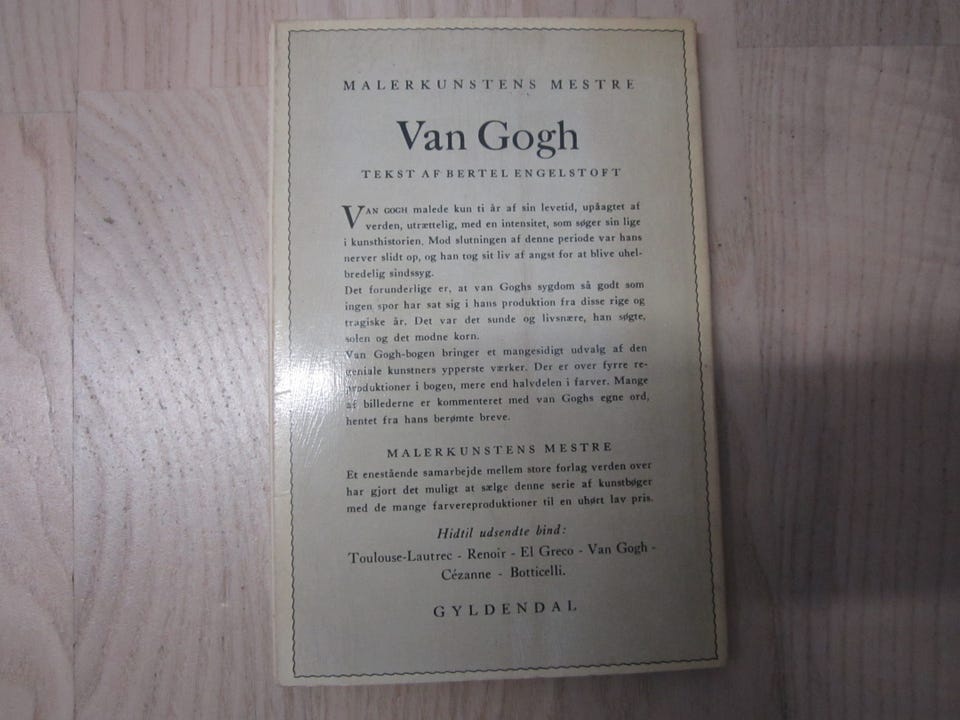 MALERKUNSTENS MESTRE
Van Gogh
TEKST AF BERTEL ENGELSTOFT
VAN GOGH malede kun ti år af sin levetid, upåagtet af
verden, utrættelig, med en intensitet, som søger sin lige
i kunsthistorien. Mod slutningen af denne periode var hans
nerver slidt op, og han tog sit liv af angst for at blive uhel-
bredelig sindssyg.
Det forunderlige er, at van Goghs sygdom så godt som
ingen spor har sat sig i hans produktion fra disse rige og
tragiske år. Det var det sunde og livsnære, han søgte,
solen og det modne korn.
Van Gogh-bogen bringer et mangesidigt udvalg af den
geniale kunstners ypperste værker. Der er over fyrre re-
produktioner i bogen, mere end halvdelen i farver. Mange
af billederne er kommenteret med van Goghs egne ord,
hentet fra hans berømte breve.
MALERKUNSTENS MESTRE
Et enestående samarbejde mellem store forlag verden over
har gjort det muligt at sælge denne serie af kunstbøger
med de mange farvereproduktioner til en uhørt lav pris.
Hidtil udsendte bind:
Toulouse-Lautrec - Renoir - El Greco - Van Gogh -
Cézanne - Botticelli.
GYLDENDAL